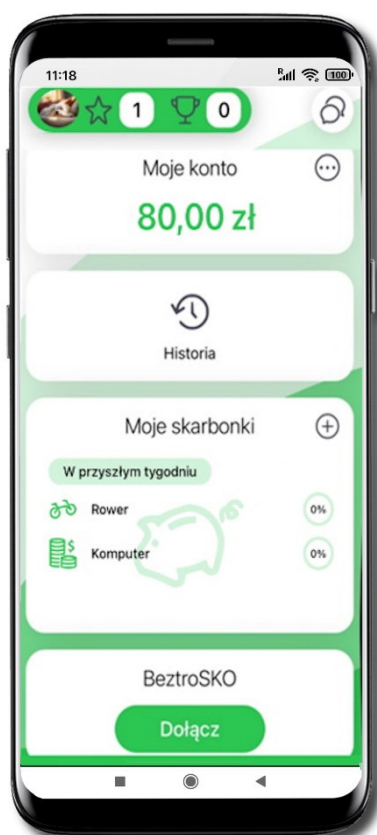 11:18
R
100
1
0
Moje konto
80,00 zł
Historia
Moje skarbonki
W przyszłym tygodniu
Rower
0%
$
Komputer
0%
BeztroSKO
Dołącz